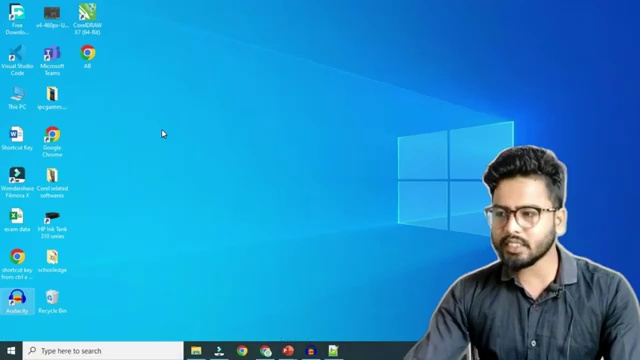 Free
Downlo...
v4-460px-U...
CorelDRAW
X7 (64-Bit)
Visual Studio
Code
Microsoft
Teams
AB
This PC
ipcgamm...
Shortcut Key
Google
Chrome
Wondershare
Filmora X
Corel related
softwares
exam data
HP Ink Tank
310 series
shortcut key
from ctrl a ...
Audacity
Recycle Bin
Type here to search